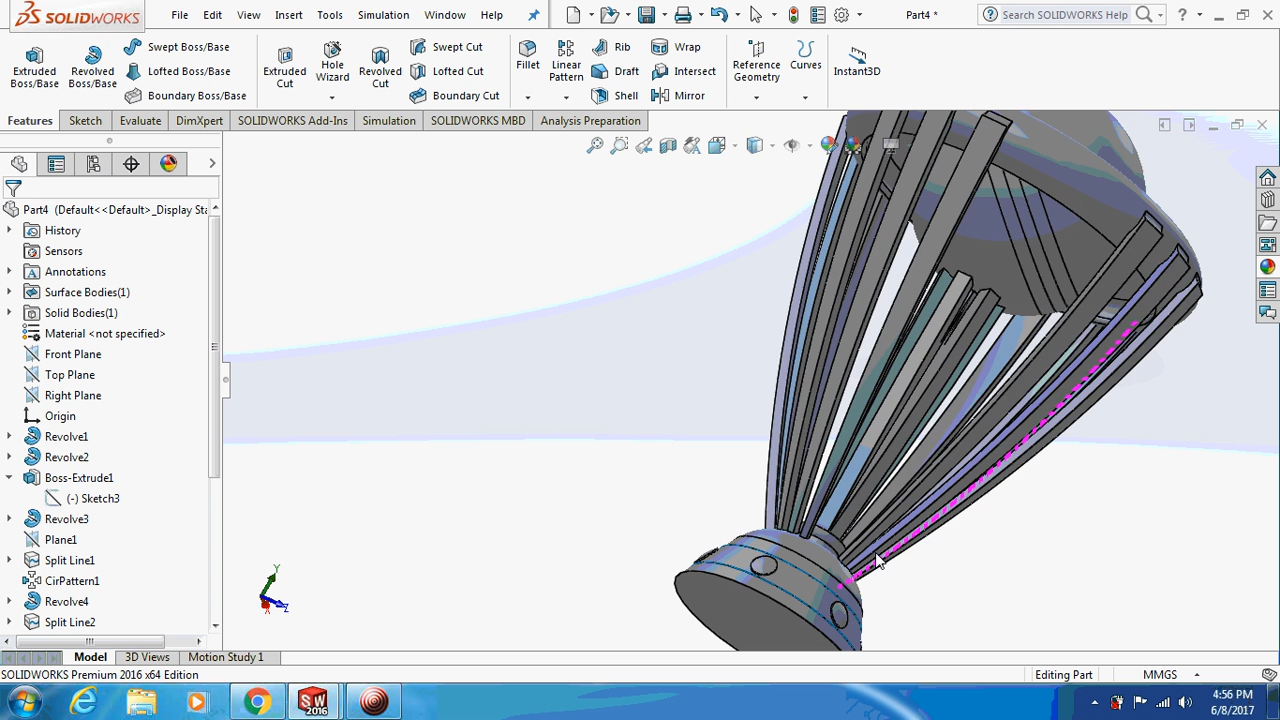 SOLIDWORKS File Edit View Insert Tools Simulation Window Help Part4 * Search SOLIDWORKS Help
Extruded Boss/Base
Revolved Boss/Base
Swept Boss/Base
Lofted Boss/Base
Boundary Boss/Base
Extruded Cut
Hole Wizard
Revolved Cut
Swept Cut
Lofted Cut
Boundary Cut
Fillet
Linear Pattern
Rib
Draft
Shell
Wrap
Intersect
Mirror
Reference Geometry
Curves
Instant3D
Features Sketch Evaluate DimXpert SOLIDWORKS Add-Ins Simulation SOLIDWORKS MBD Analysis Preparation
Part4 (Default<<Default>_Display Sta
History
Sensors
Annotations
Surface Bodies(1)
Solid Bodies(1)
Material <not specified>
Front Plane
Top Plane
Right Plane
Origin
Revolve1
Revolve2
Boss-Extrude1
(-) Sketch3
Revolve3
Plane1
Split Line1
CirPattern1
Revolve4
Split Line2
Y
Z
X
Model 3D Views Motion Study 1
SOLIDWORKS Premium 2016 x64 Edition Editing Part MMGS
SW 2016
4:56 PM
6/8/2017